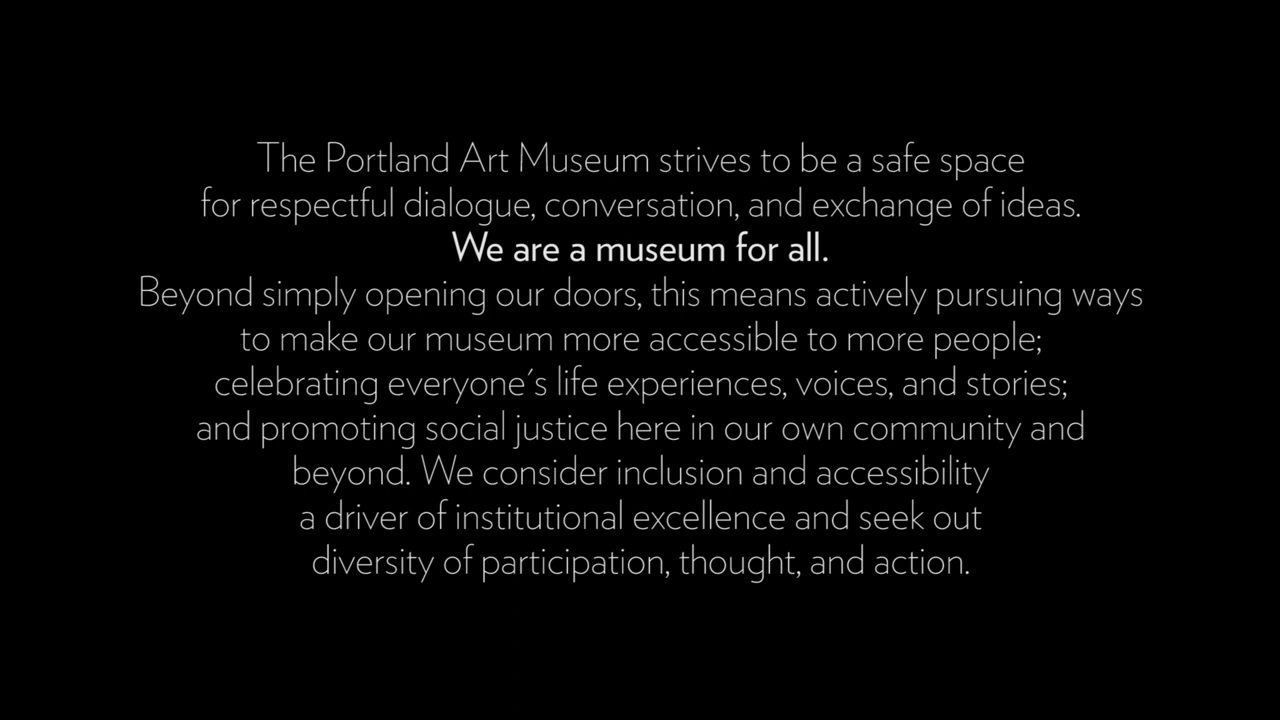 The Portland Art Museum strives to be a safe space
for respectful dialogue, conversation, and exchange of ideas.
We are a museum for all.
Beyond simply opening our doors, this means actively pursuing ways
to make our museum more accessible to more people;
celebrating everyone´s life experiences, voices, and stories;
and promoting social justice here in our own community and
beyond. We consider inclusion and accessibility
a driver of institutional excellence and seek out
diversity of participation, thought, and action.